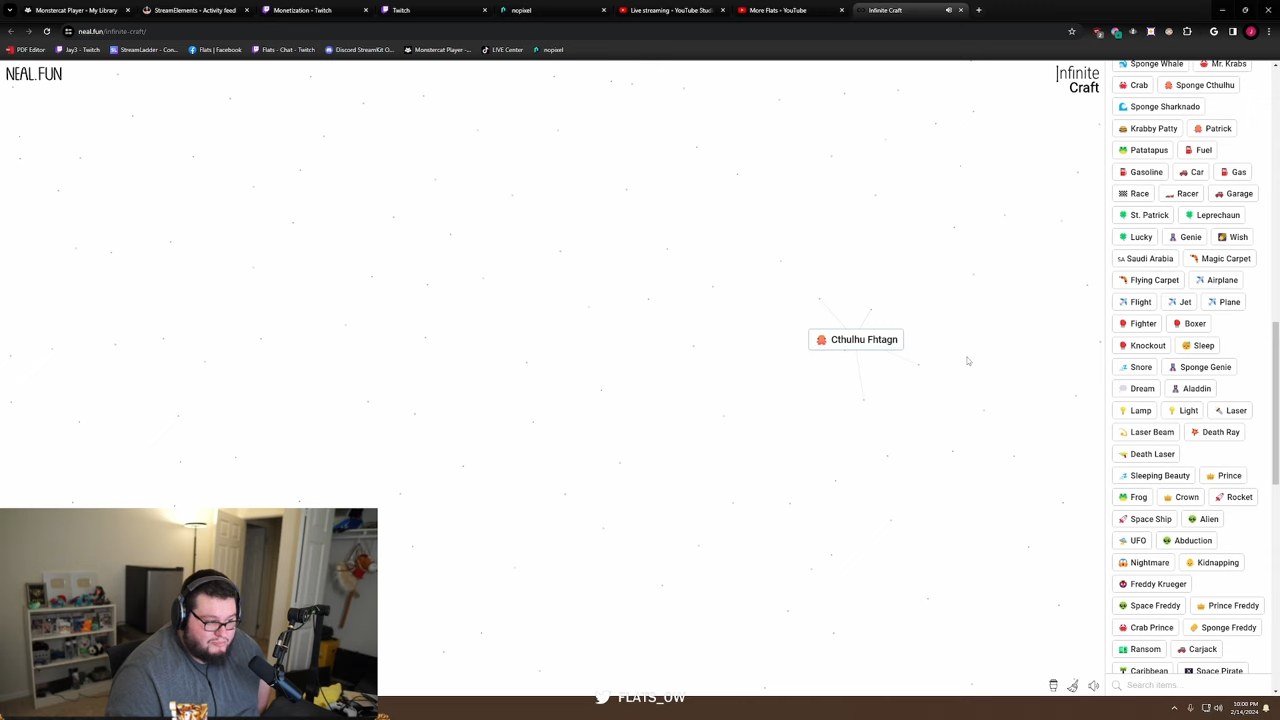 Monstercat Player - My Library
StreamElements - Activity feed
Monetization - Twitch
Twitch
nopixel
Live streaming - YouTube Studi
More Flats - YouTube
Infinite Craft
neal.fun/infinite-craft/
PDF Editor
Jay3 - Twitch
StreamLadder - Con...
Flats | Facebook
Flats - Chat - Twitch
Discord StreamKit O...
Monstercat Player -...
LIVE Center
nopixel
NEAL.FUN
Infinite
Craft
Cthulhu Fhtagn
Sponge Whale Mr. Krabs
Crab Sponge Cthulhu
Sponge Sharknado
Krabby Patty Patrick
Patatapus Fuel
Gasoline Car Gas
Race Racer Garage
St. Patrick Leprechaun
Lucky Genie Wish
SA Saudi Arabia Magic Carpet
Flying Carpet Airplane
Flight Jet Plane
Fighter Boxer
Knockout Sleep
Snore Sponge Genie
Dream Aladdin
Lamp Light Laser
Laser Beam Death Ray
Death Laser
Sleeping Beauty Prince
Frog Crown Rocket
Space Ship Alien
UFO Abduction
Nightmare Kidnapping
Freddy Krueger
Space Freddy Prince Freddy
Crab Prince Sponge Freddy
Ransom Carjack
Caribbean Space Pirate
Search items...
FLATS_OW
10:00 PM
2/14/2024